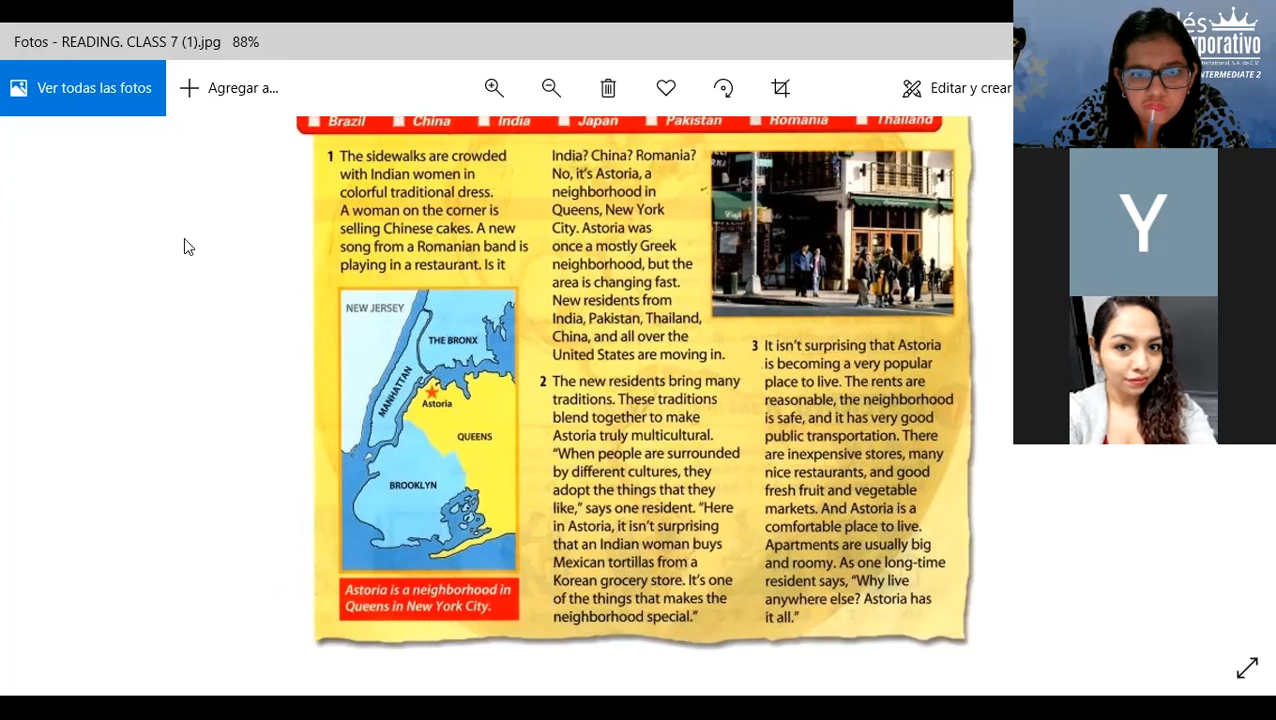 Fotos - READING. CLASS 7 (1).jpg 88%
Ver todas las fotos
Agregar a...
Editar y crear
és
rporativo
nternational, S.A. de C.V.
NTERMEDIATE 2
Brazil China India Japan Pakistan Romania Thailand
1 The sidewalks are crowded
with Indian women in
colorful traditional dress.
A woman on the corner is
selling Chinese cakes. A new
song from a Romanian band is
playing in a restaurant. Is it
India? China? Romania?
No, it's Astoria, a
neighborhood in
Queens, New York
City. Astoria was
once a mostly Greek
neighborhood, but the
area is changing fast.
New residents from
India, Pakistan, Thailand,
China, and all over the
United States are moving in.
2 The new residents bring many
traditions. These traditions
blend together to make
Astoria truly multicultural.
"When people are surrounded
by different cultures, they
adopt the things that they
like," says one resident. "Here
in Astoria, it isn't surprising
that an Indian woman buys
Mexican tortillas from a
Korean grocery store. It's one
of the things that makes the
neighborhood special."
3 It isn't surprising that Astoria
is becoming a very popular
place to live. The rents are
reasonable, the neighborhood
is safe, and it has very good
public transportation. There
are inexpensive stores, many
nice restaurants, and good
fresh fruit and vegetable
markets. And Astoria is a
comfortable place to live.
Apartments are usually big
and roomy. As one long-time
resident says, "Why live
anywhere else? Astoria has
it all."
NEW JERSEY
THE BRONX
MANHATTAN
Astoria
QUEENS
BROOKLYN
Astoria is a neighborhood in
Queens in New York City.
Y